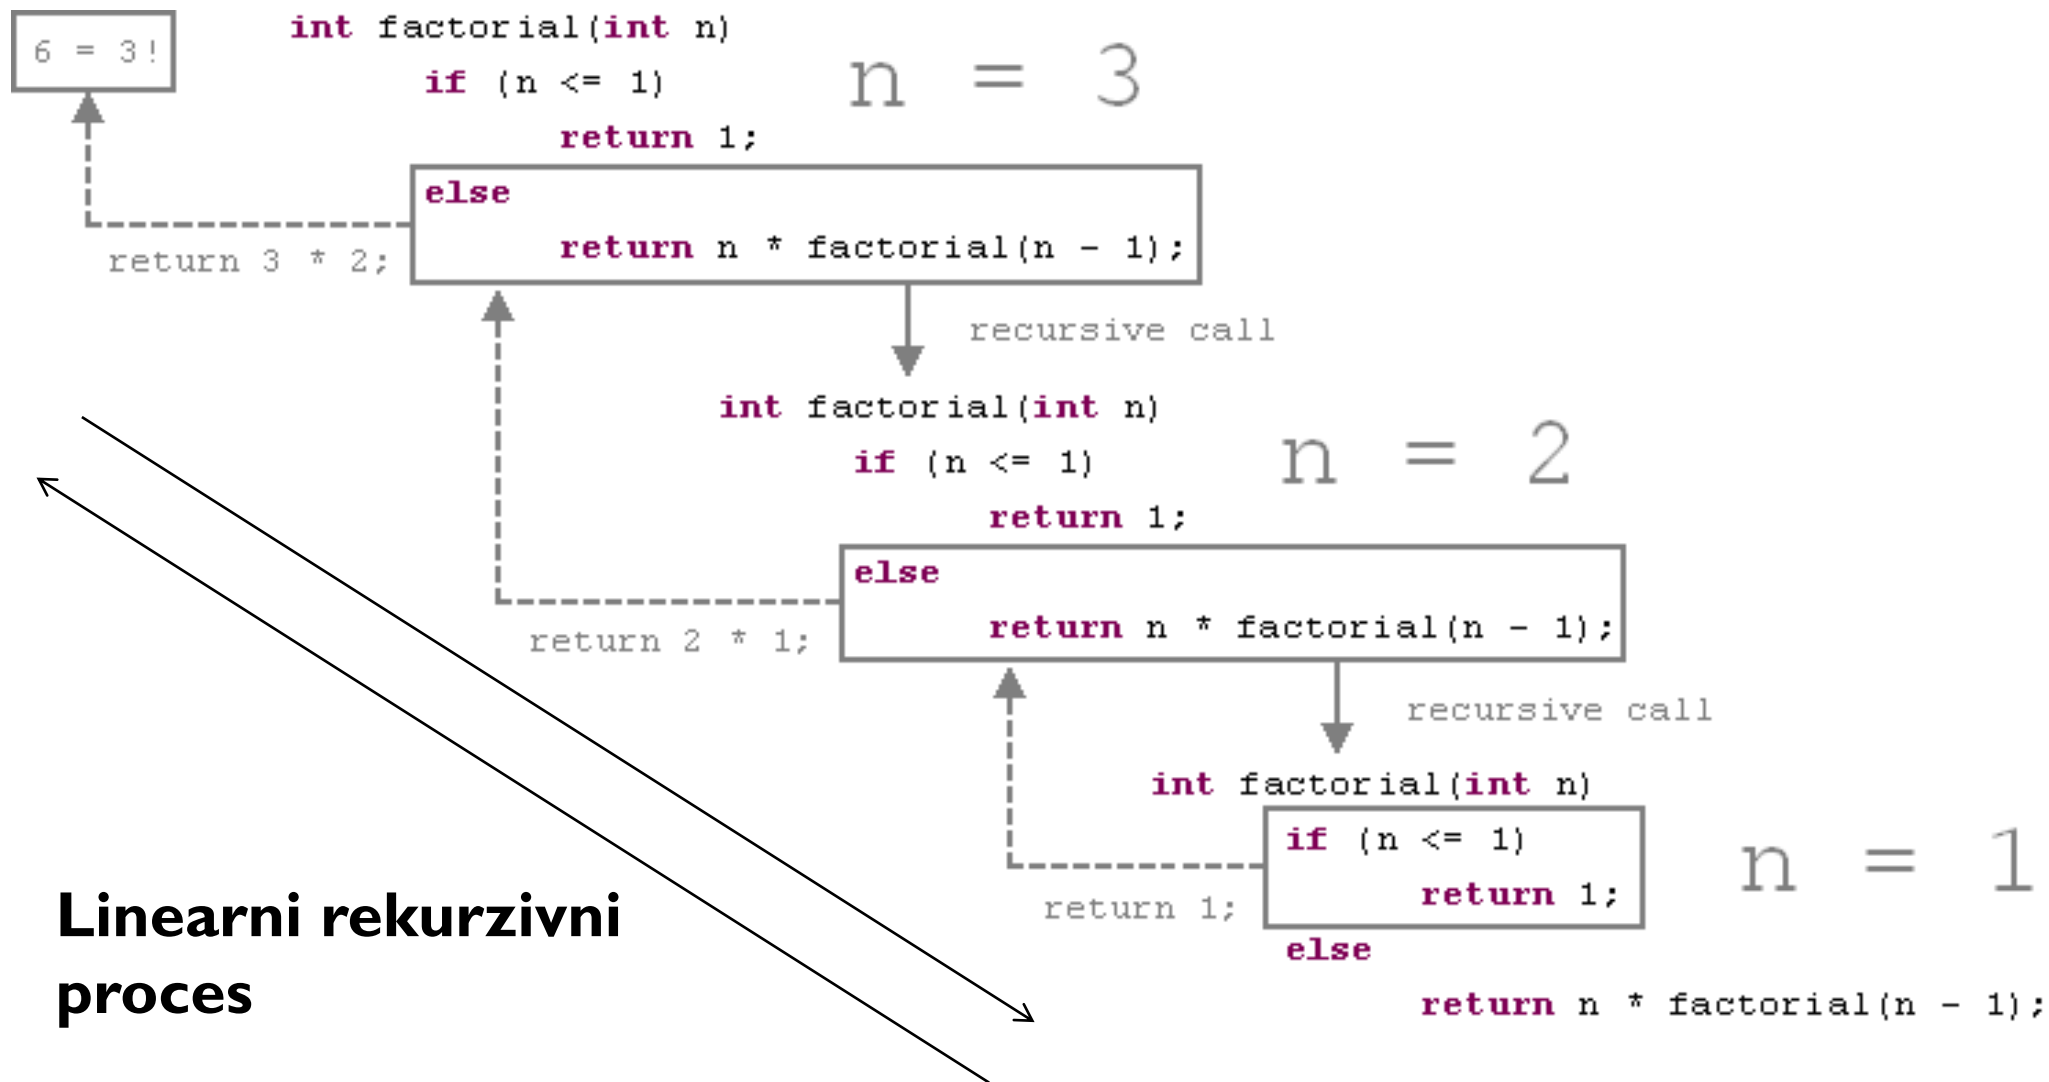 6 = 3!
int factorial(int n)
if (n <= 1)
n = 3
return 1;
else
return n * factorial(n - 1);
return 3 * 2;
recursive call
int factorial(int n)
if (n <= 1)
n = 2
return 1;
else
return n * factorial(n - 1);
return 2 * 1;
recursive call
int factorial(int n)
if (n <= 1)
n = 1
return 1;
return 1;
else
return n * factorial(n - 1);
Linearni rekurzivni
proces